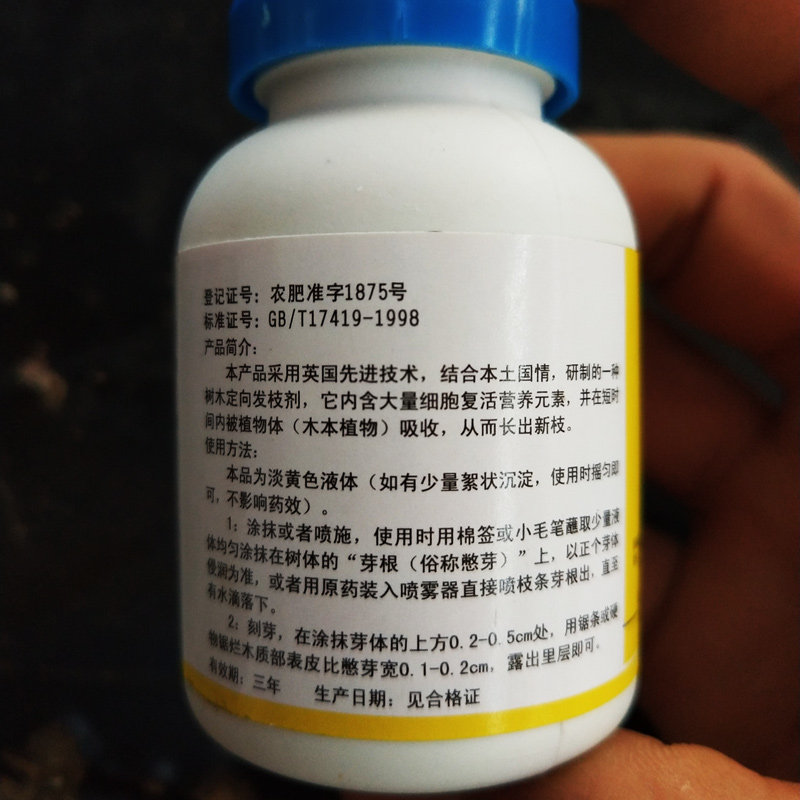 登记证号：农肥准字1875号
标准证号：GB/T17419-1998
产品简介：
本产品采用英国先进技术，结合本土国情，研制的一种
树木定向发枝剂，它内含大量细胞复活营养元素，并在短时
间内被植物体（木本植物）吸收，从而长出新枝。
使用方法：
本品为淡黄色液体（如有少量絮状沉淀，使用时摇匀即
可，不影响药效）。
1：涂抹或者喷施，使用时用棉签或小毛笔蘸取少量液
体均匀涂抹在树体的“芽根（俗称憋芽）”上，以正个芽体
侵润为准，或者用原药装入喷雾器直接喷枝条芽根出，直至
有水滴落下。
2：刻芽，在涂抹芽体的上方0.2-0.5cm处，用锯条或硬
物锯烂木质部表皮比憋芽宽0.1-0.2cm，露出里层即可。
有效期：三年 生产日期：见合格证